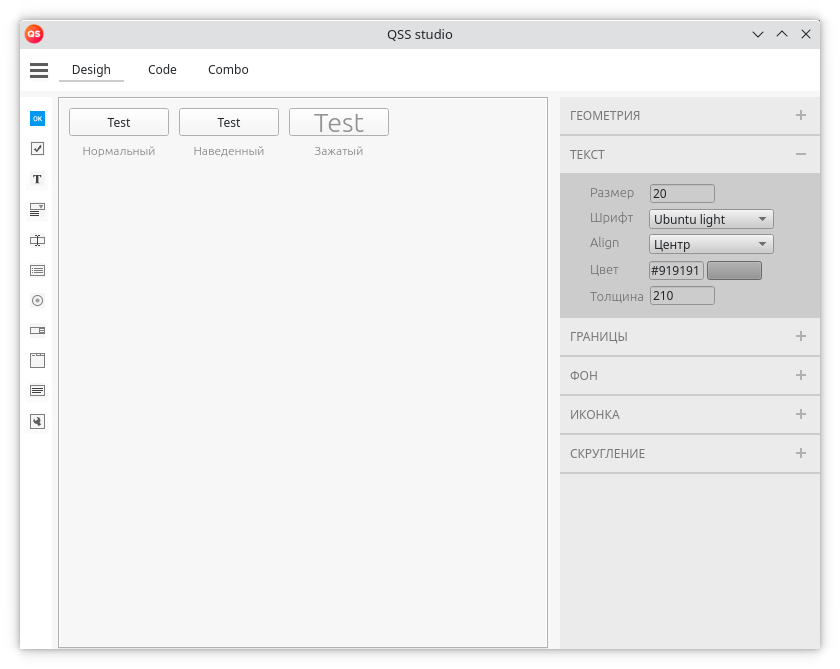 QS
QSS studio
Desigh Code Combo
OK
T
Test Test Test
Нормальный Наведенный Зажатый
ГЕОМЕТРИЯ
ТЕКСТ
Размер 20
Шрифт Ubuntu light
Align Центр
Цвет #919191
Толщина 210
ГРАНИЦЫ
ФОН
ИКОНКА
СКРУГЛЕНИЕ